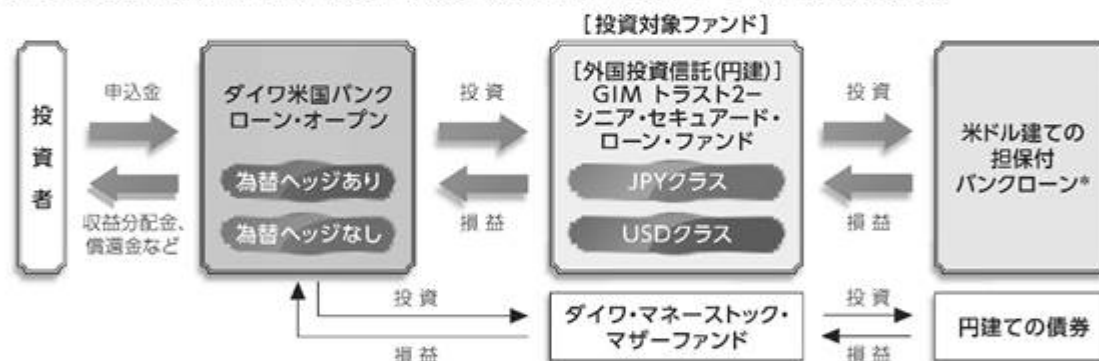 [投資対象ファンド]
投資者
申込金
収益分配金、
償還金など
ダイワ米国バンク
ローン・オープン
為替ヘッジあり
為替ヘッジなし
投資
損益
[外国投資信託(円建)]
GIM トラスト2−
シニア・セキュアード・
ローン・ファンド
JPYクラス
USDクラス
投資
損益
米ドル建ての
担保付
バンクローン*
投資
損益
ダイワ・マネーストック・
マザーファンド
投資
損益
円建ての債券